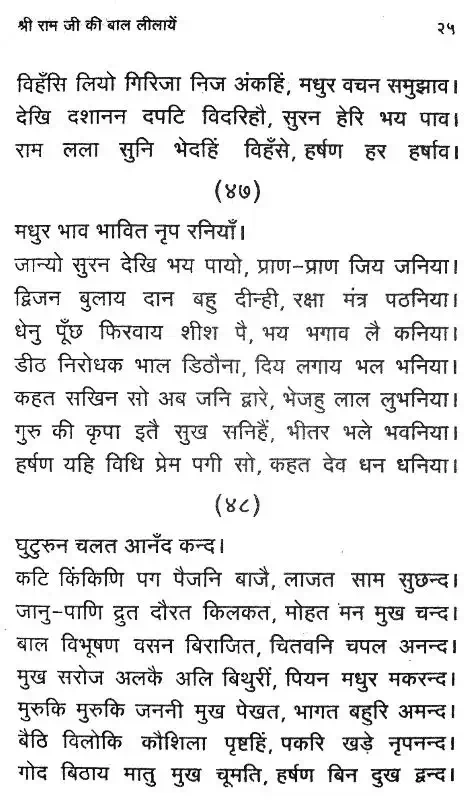 श्री राम जी की बाल लीलायें २५
विहँसि लियो गिरिजा निज अंकहिं, मधुर वचन समुझाव।
देखि दशानन दपटि विदरिहौ, सुरन हेरि भय पाव।
राम लला सुनि भेदहिं विहँसे, हर्षण हर हर्षाव।
(४७)
मधुर भाव भावित नृप रनियाँ।
जान्यो सुरन देखि भय पायो, प्राण-प्राण जिय जनिया।
द्विजन बुलाय दान बहु दीन्ही, रक्षा मंत्र पठनिया।
धेनु पूँछ फिरवाय शीश पै, भय भगाव लै कनिया।
डीठ निरोधक भाल डिठौना, दिय लगाय भल भनिया।
कहत सखिन सो अब जनि द्वारे, भेजहु लाल लुभनिया।
गुरु की कृपा इतै सुख सनिहैं, भीतर भले भवनिया।
हर्षण यहि विधि प्रेम पगी सो, कहत देव धन धनिया।
(४८)
घुटुरुन चलत आनँद कन्द।
कटि किंकिणि पग पैजनि बाजै, लाजत साम सुछन्द।
जानु-पाणि द्रुत दौरत किलकत, मोहत मन मुख चन्द।
बाल विभूषण वसन बिराजित, चितवनि चपल अनन्द।
मुख सरोज अलकै अलि बिथुरीं, पियन मधुर मकरन्द।
मुरुकि मुरुकि जननी मुख पेखत, भागत बहुरि अमन्द।
बैठि विलोकि कौशिला पृष्टहिं, पकरि खड़े नृपनन्द।
गोद बिठाय मातु मुख चूमति, हर्षण बिन दुख द्वन्द।